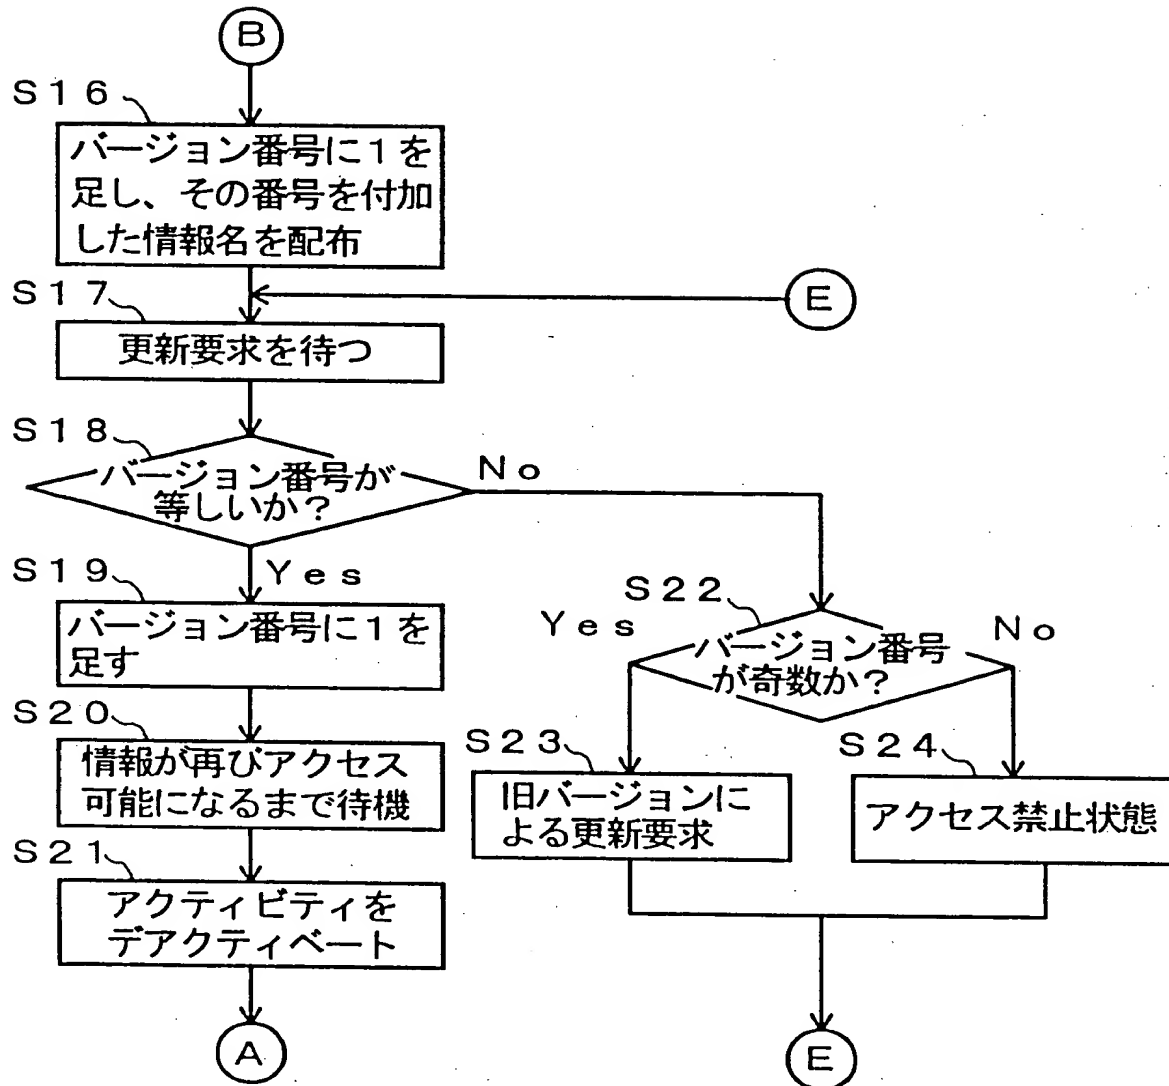 B
S16
バージョン番号に1を
足し、その番号を付加
した情報名を配布
S17
E
更新要求を待つ
S18
バージョン番号が
等しいか？
No
Yes
S19
バージョン番号に1を
足す
S22
Yes
No
バージョン番号
が奇数か？
S20
情報が再びアクセス
可能になるまで待機
S23
旧バージョンに
よる更新要求
S24
アクセス禁止状態
S21
アクティビティを
デアクティベート
A
E